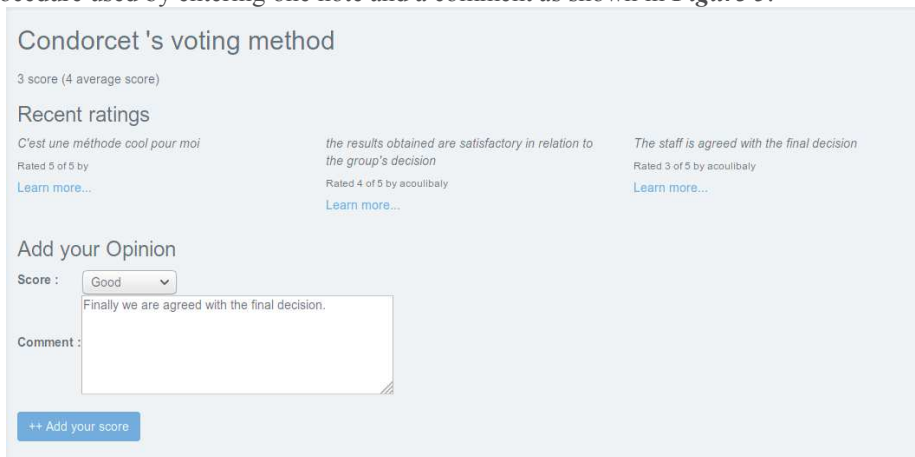 ocedure used by entering one note and a comment as shown in Figure 3.
Condorcet 's voting method
3 score (4 average score)
Recent ratings
C'est une méthode cool pour moi
Rated 5 of 5 by
Learn more...
the results obtained are satisfactory in relation to
the group's decision
Rated 4 of 5 by acoulibaly
Learn more...
The staff is agreed with the final decision
Rated 3 of 5 by acoulibaly
Learn more...
Add your Opinion
Score :
Good
Finally we are agreed with the final decision.
Comment :
++ Add your score